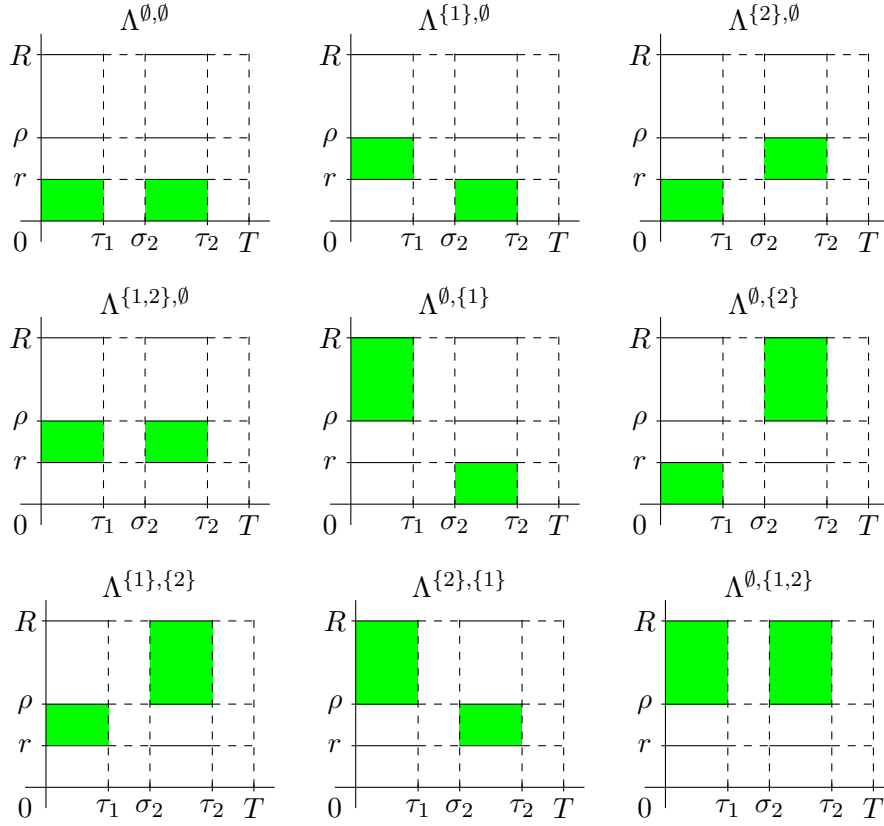 Λ^{∅,∅} Λ^{{1},∅} Λ^{{2},∅}
R R R
ρ ρ ρ
r r r
0 τ₁ σ₂ τ₂ T 0 τ₁ σ₂ τ₂ T 0 τ₁ σ₂ τ₂ T
Λ^{{1,2},∅} Λ^{∅,{1}} Λ^{∅,{2}}
R R R
ρ ρ ρ
r r r
0 τ₁ σ₂ τ₂ T 0 τ₁ σ₂ τ₂ T 0 τ₁ σ₂ τ₂ T
Λ^{{1},{2}} Λ^{{2},{1}} Λ^{∅,{1,2}}
R R R
ρ ρ ρ
r r r
0 τ₁ σ₂ τ₂ T 0 τ₁ σ₂ τ₂ T 0 τ₁ σ₂ τ₂ T